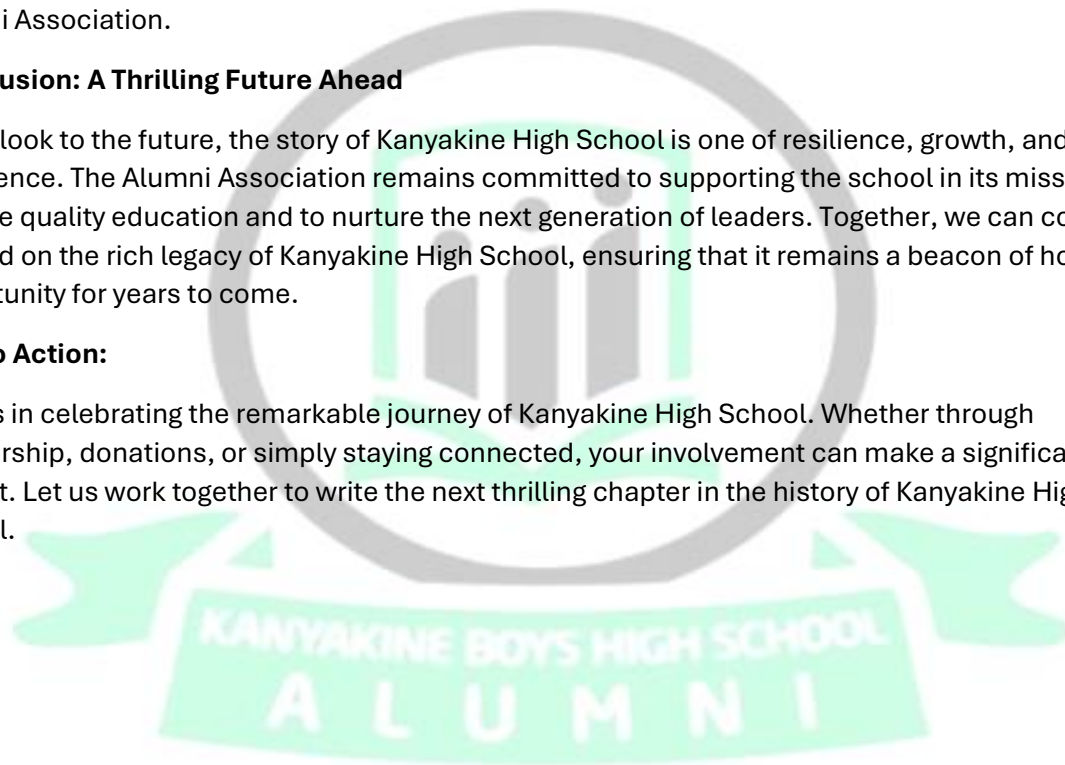 i Association.
usion: A Thrilling Future Ahead
look to the future, the story of Kanyakine High School is one of resilience, growth, and
ence. The Alumni Association remains committed to supporting the school in its miss
e quality education and to nurture the next generation of leaders. Together, we can co
d on the rich legacy of Kanyakine High School, ensuring that it remains a beacon of ho
tunity for years to come.
o Action:
s in celebrating the remarkable journey of Kanyakine High School. Whether through
rship, donations, or simply staying connected, your involvement can make a significa
t. Let us work together to write the next thrilling chapter in the history of Kanyakine Hig
l.
KANYAKINE BOYS HIGH SCHOOL
ALUMNI